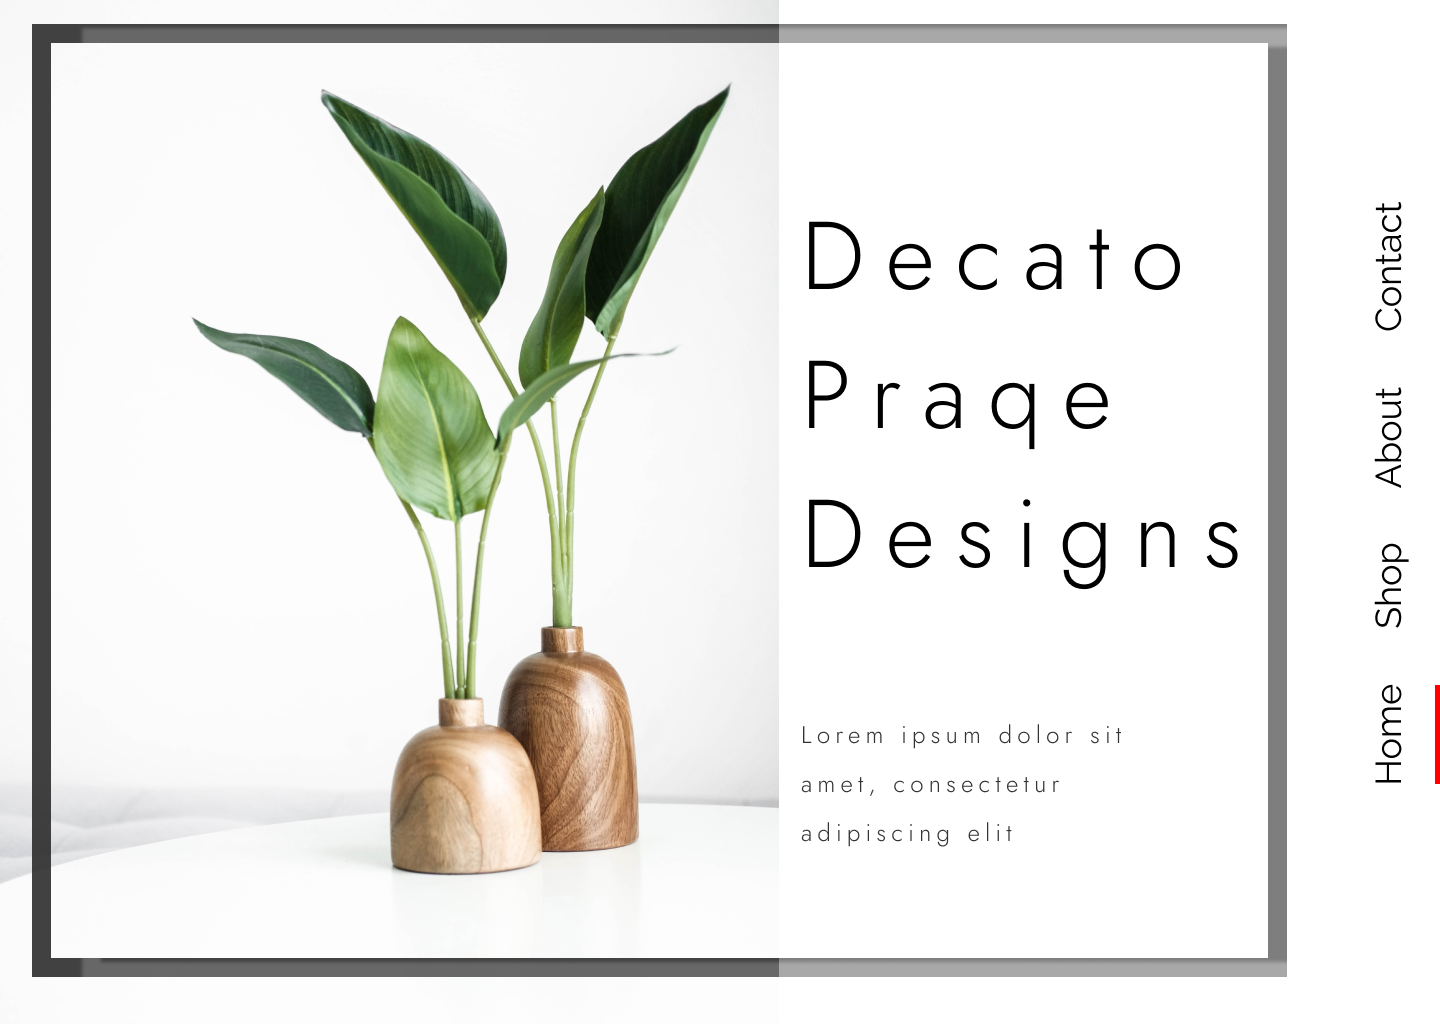 Decato
Praqe
Designs
Lorem ipsum dolor sit
amet, consectetur
adipiscing elit
Home
Shop
About
Contact